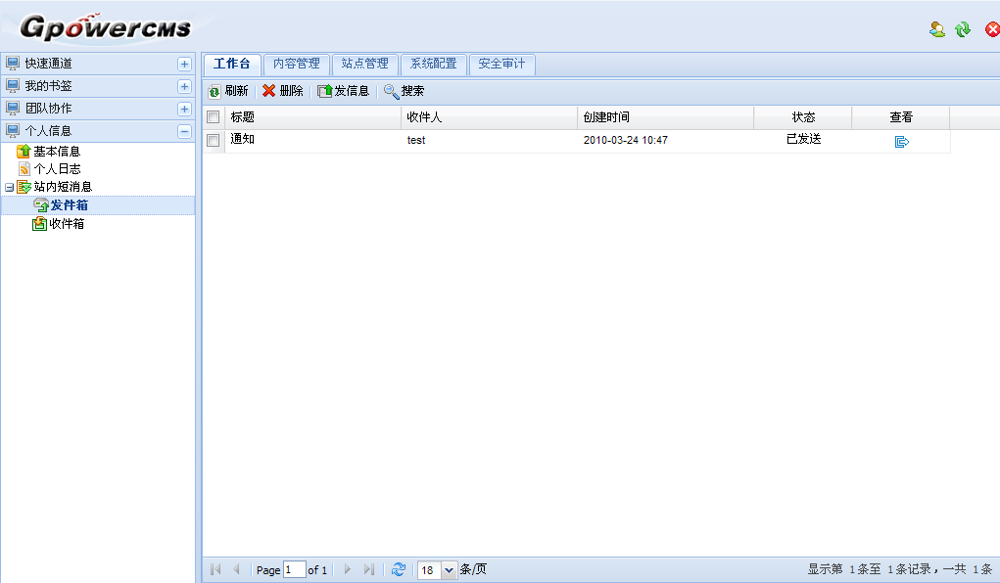 GpowerCMS
快速通道
我的书签
团队协作
个人信息
基本信息
个人日志
站内短消息
发件箱
收件箱
工作台 内容管理 站点管理 系统配置 安全审计
刷新 删除 发信息 搜索
标题 收件人 创建时间 状态 查看
通知 test 2010-03-24 10:47 已发送
Page 1 of 1 18 条/页 显示第 1条至 1条记录，一共 1条